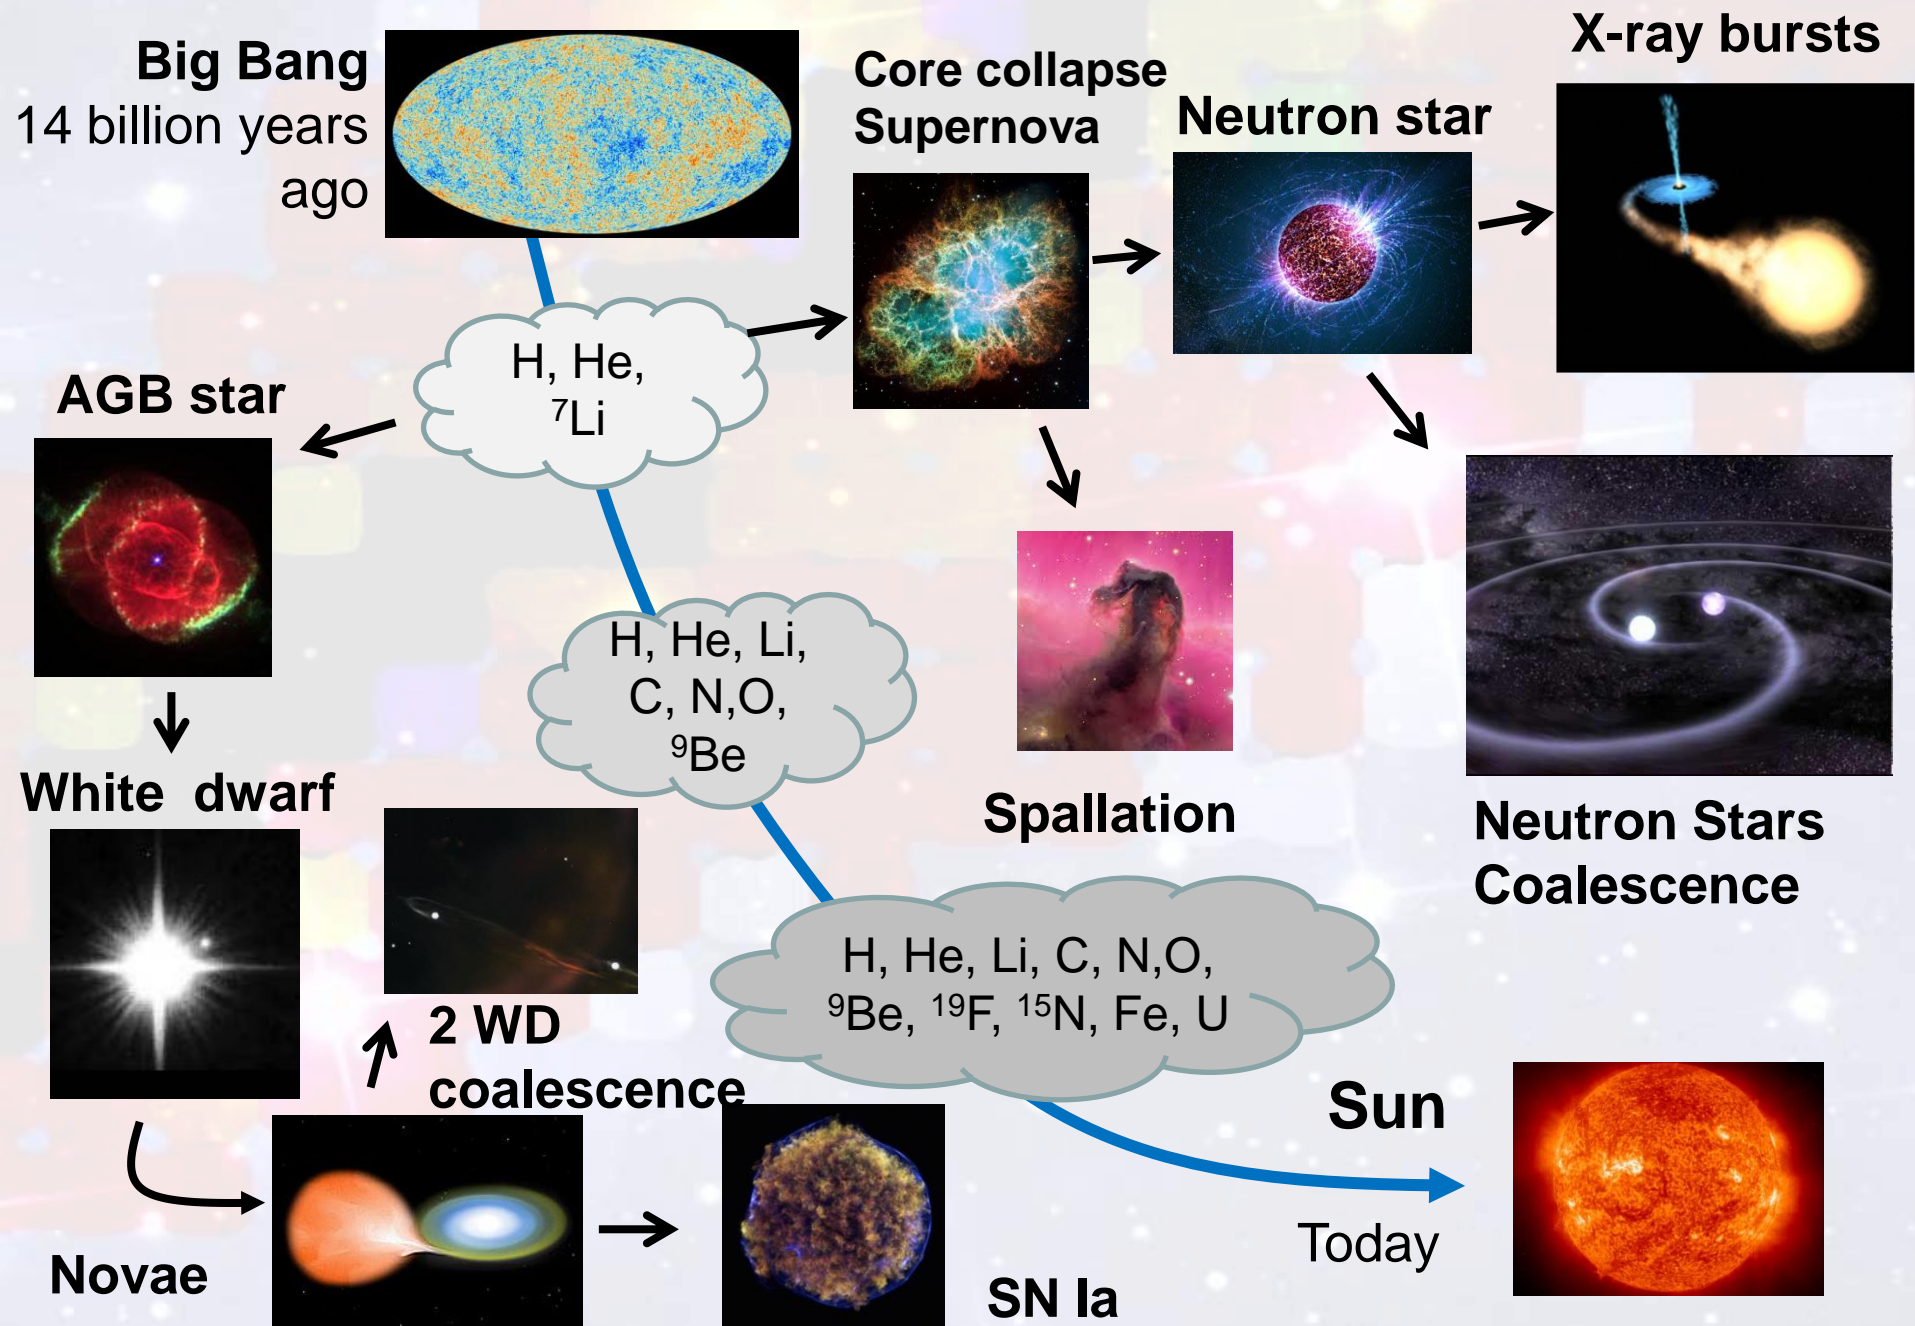 Big Bang
14 billion years
ago
Core collapse
Supernova
Neutron star
X-ray bursts
H, He,
⁷Li
AGB star
H, He, Li,
C, N,O,
⁹Be
White dwarf
Spallation
Neutron Stars
Coalescence
H, He, Li, C, N,O,
⁹Be, ¹⁹F, ¹⁵N, Fe, U
2 WD
coalescence
Sun
Today
Novae
SN Ia